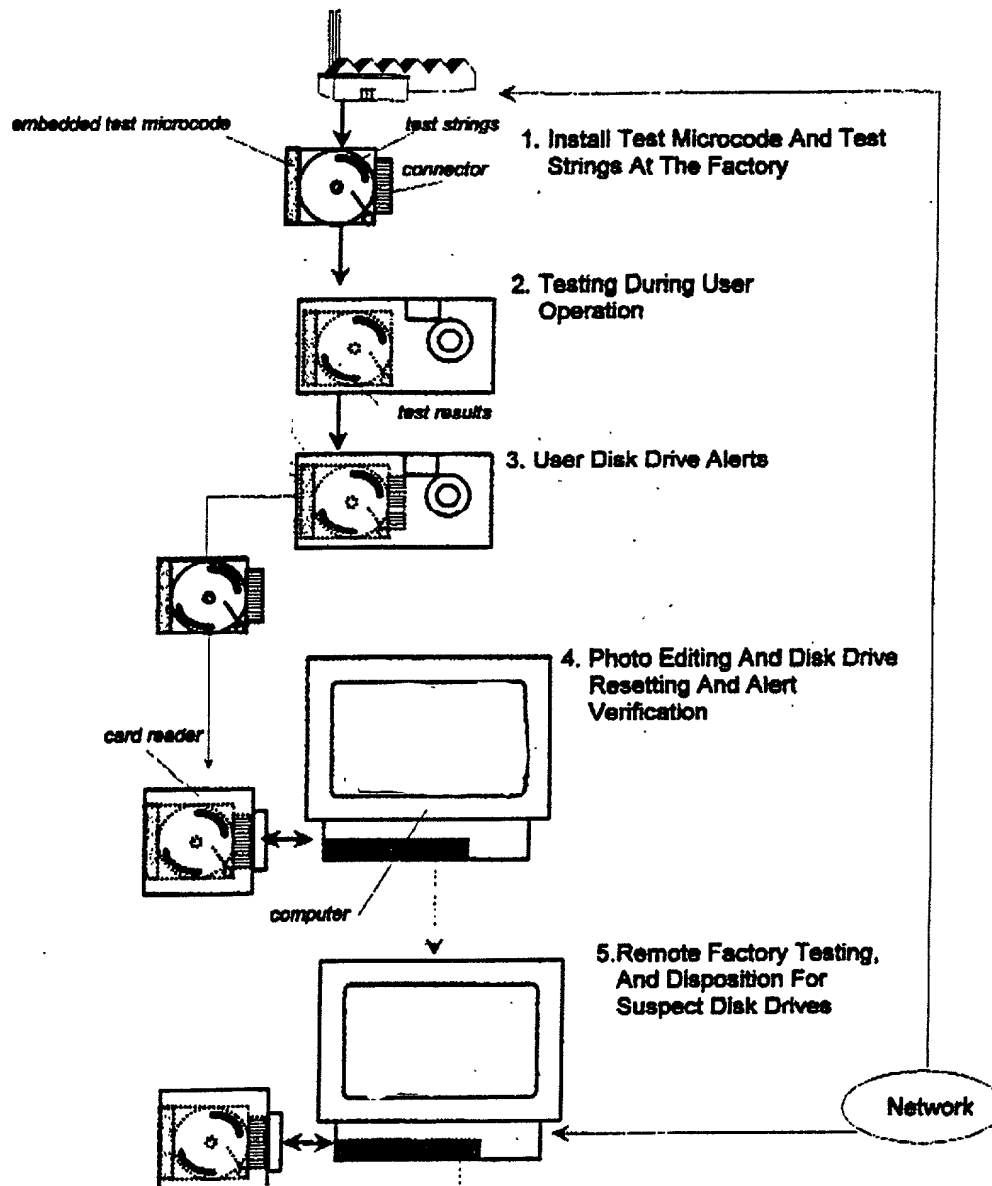 embedded test microcode
test strings
connector
1. Install Test Microcode And Test
Strings At The Factory
2. Testing During User
Operation
test results
3. User Disk Drive Alerts
4. Photo Editing And Disk Drive
Resetting And Alert
Verification
card reader
computer
5.Remote Factory Testing,
And Disposition For
Suspect Disk Drives
Network